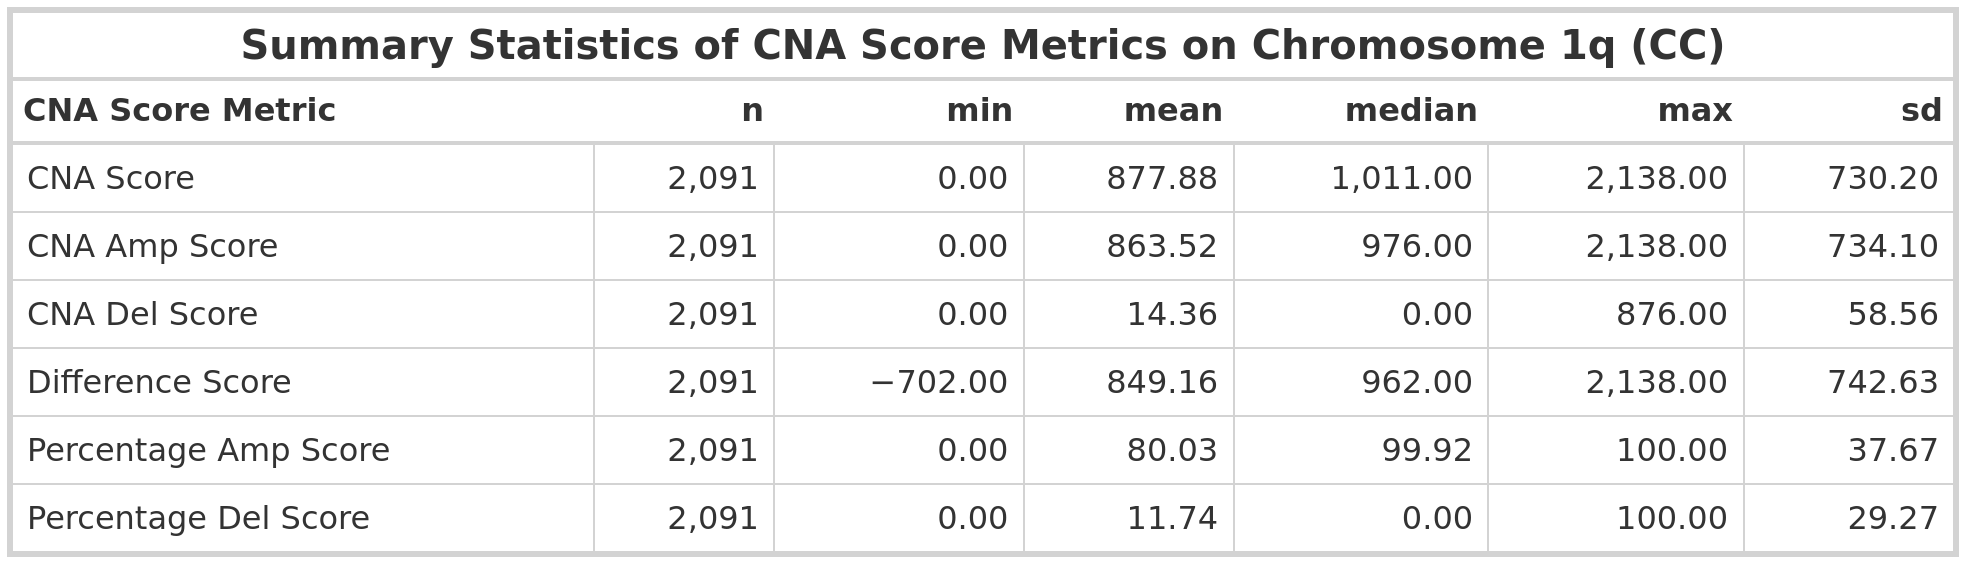 Summary Statistics of CNA Score Metrics on Chromosome 1q (CC)
CNA Score Metric n min mean median max sd
CNA Score 2,091 0.00 877.88 1,011.00 2,138.00 730.20
CNA Amp Score 2,091 0.00 863.52 976.00 2,138.00 734.10
CNA Del Score 2,091 0.00 14.36 0.00 876.00 58.56
Difference Score 2,091 −702.00 849.16 962.00 2,138.00 742.63
Percentage Amp Score 2,091 0.00 80.03 99.92 100.00 37.67
Percentage Del Score 2,091 0.00 11.74 0.00 100.00 29.27